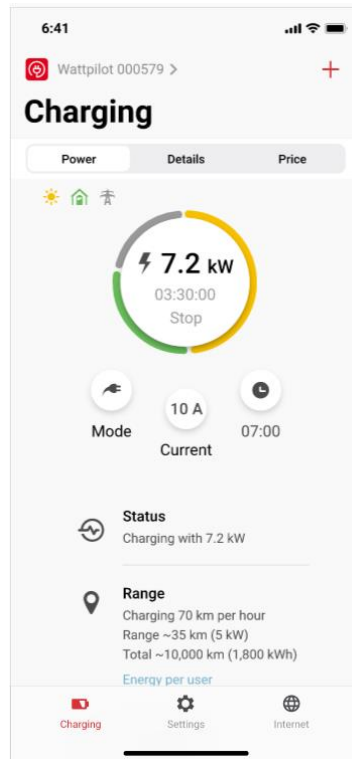 6:41
Wattpilot 000579 >
+
Charging
Power Details Price
7.2 kW
03:30:00
Stop
10 A
Mode
07:00
Current
Status
Charging with 7.2 kW
Range
Charging 70 km per hour
Range ~35 km (5 kW)
Total ~10,000 km (1,800 kWh)
Energy per user
Charging Settings Internet